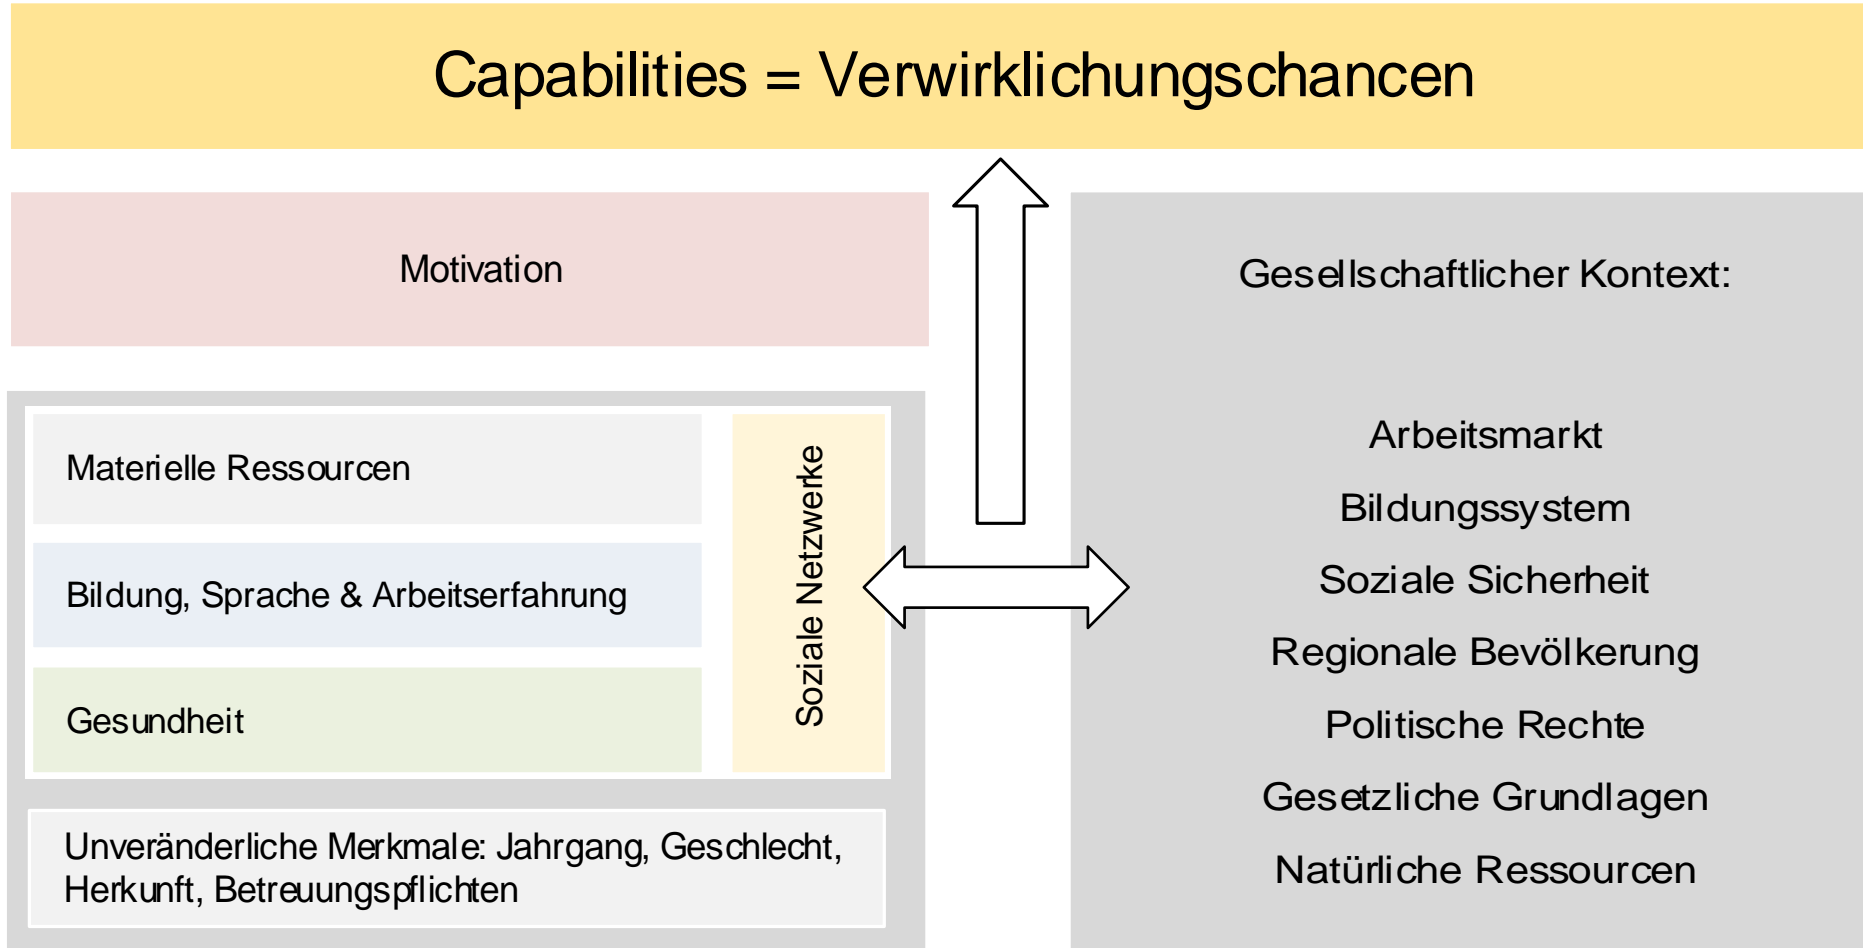 Capabilities = Verwirklichungschancen
Motivation
Materielle Ressourcen
Bildung, Sprache & Arbeitserfahrung
Gesundheit
Soziale Netzwerke
Unveränderliche Merkmale: Jahrgang, Geschlecht,
Herkunft, Betreuungspflichten
Gesellschaftlicher Kontext:
Arbeitsmarkt
Bildungssystem
Soziale Sicherheit
Regionale Bevölkerung
Politische Rechte
Gesetzliche Grundlagen
Natürliche Ressourcen